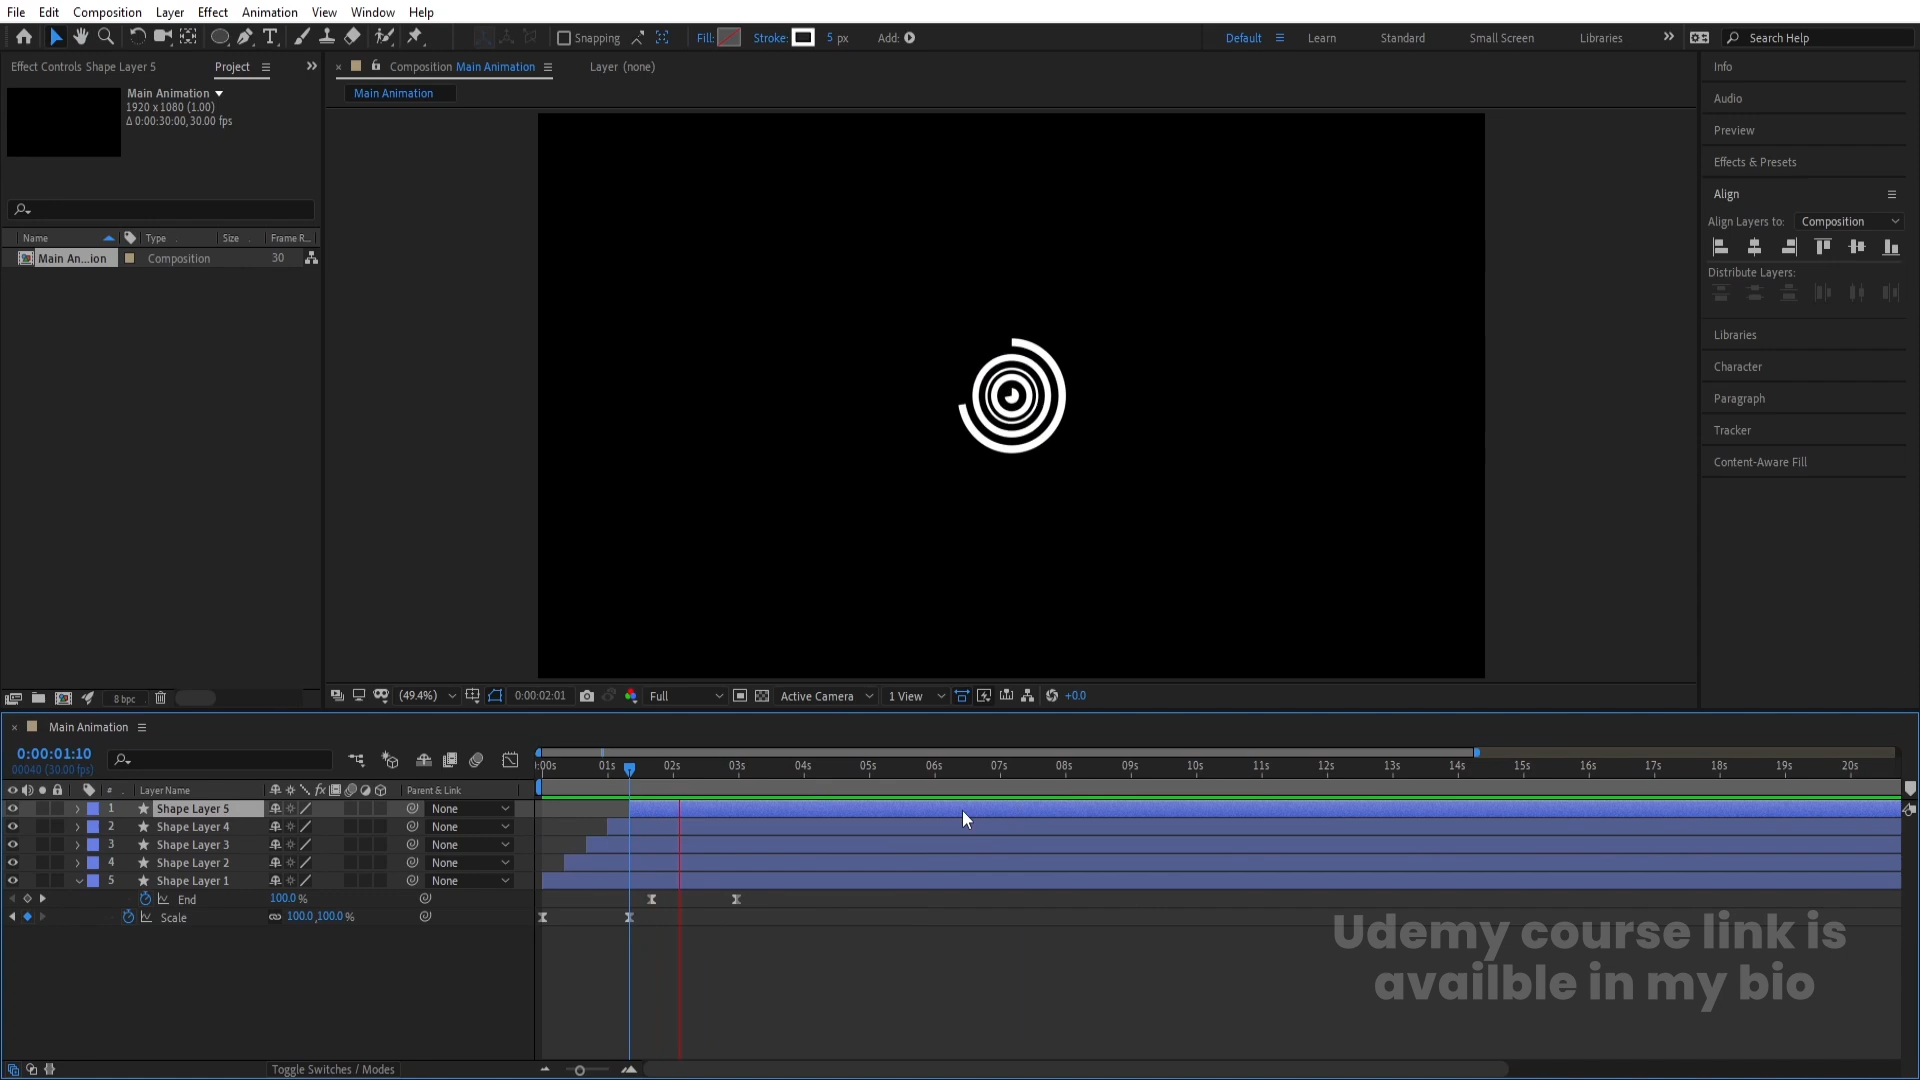 File Edit Composition Layer Effect Animation View Window Help
Snapping Fill: Stroke: 5 px Add: Default Learn Standard Small Screen Libraries Search Help
Effect Controls Shape Layer 5 Project
Composition Main Animation Layer (none)
Main Animation
Main Animation
1920 x 1080 (1.00)
Δ 0:00:30:00, 30.00 fps
Name Type Size Frame R...
Main An...ion Composition 30
Info
Audio
Preview
Effects & Presets
Align
Align Layers to: Composition
Distribute Layers:
Libraries
Character
Paragraph
Tracker
Content-Aware Fill
8 bpc (49.4%) 0:00:02:01 Full Active Camera 1 View +0.0
Main Animation
0:00:01:10
00040 (30.00 fps)
:00s 01s 02s 03s 04s 05s 06s 07s 08s 09s 10s 11s 12s 13s 14s 15s 16s 17s 18s 19s 20s
# Layer Name fx Parent & Link
1 Shape Layer 5 None
2 Shape Layer 4 None
3 Shape Layer 3 None
4 Shape Layer 2 None
5 Shape Layer 1 None
End 100.0 %
Scale 100.0,100.0 %
Udemy course link is
availble in my bio
Toggle Switches / Modes